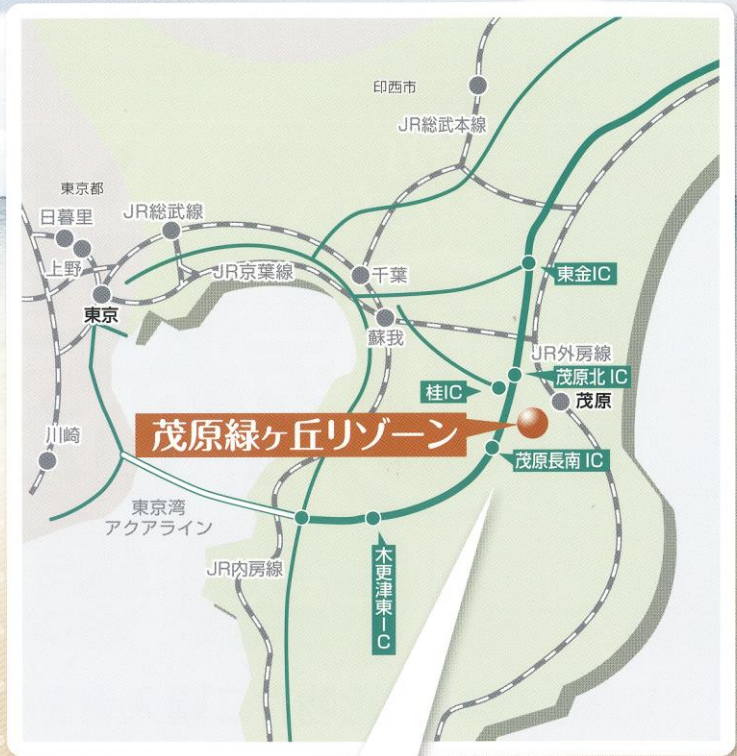 印西市
JR総武本線
東京都
日暮里
JR総武線
上野
JR京葉線
千葉
東金IC
東京
蘇我
JR外房線
茂原北 IC
桂IC
茂原
茂原緑ヶ丘リゾーン
川崎
茂原長南 IC
東京湾
アクアライン
木更津東IC
JR内房線